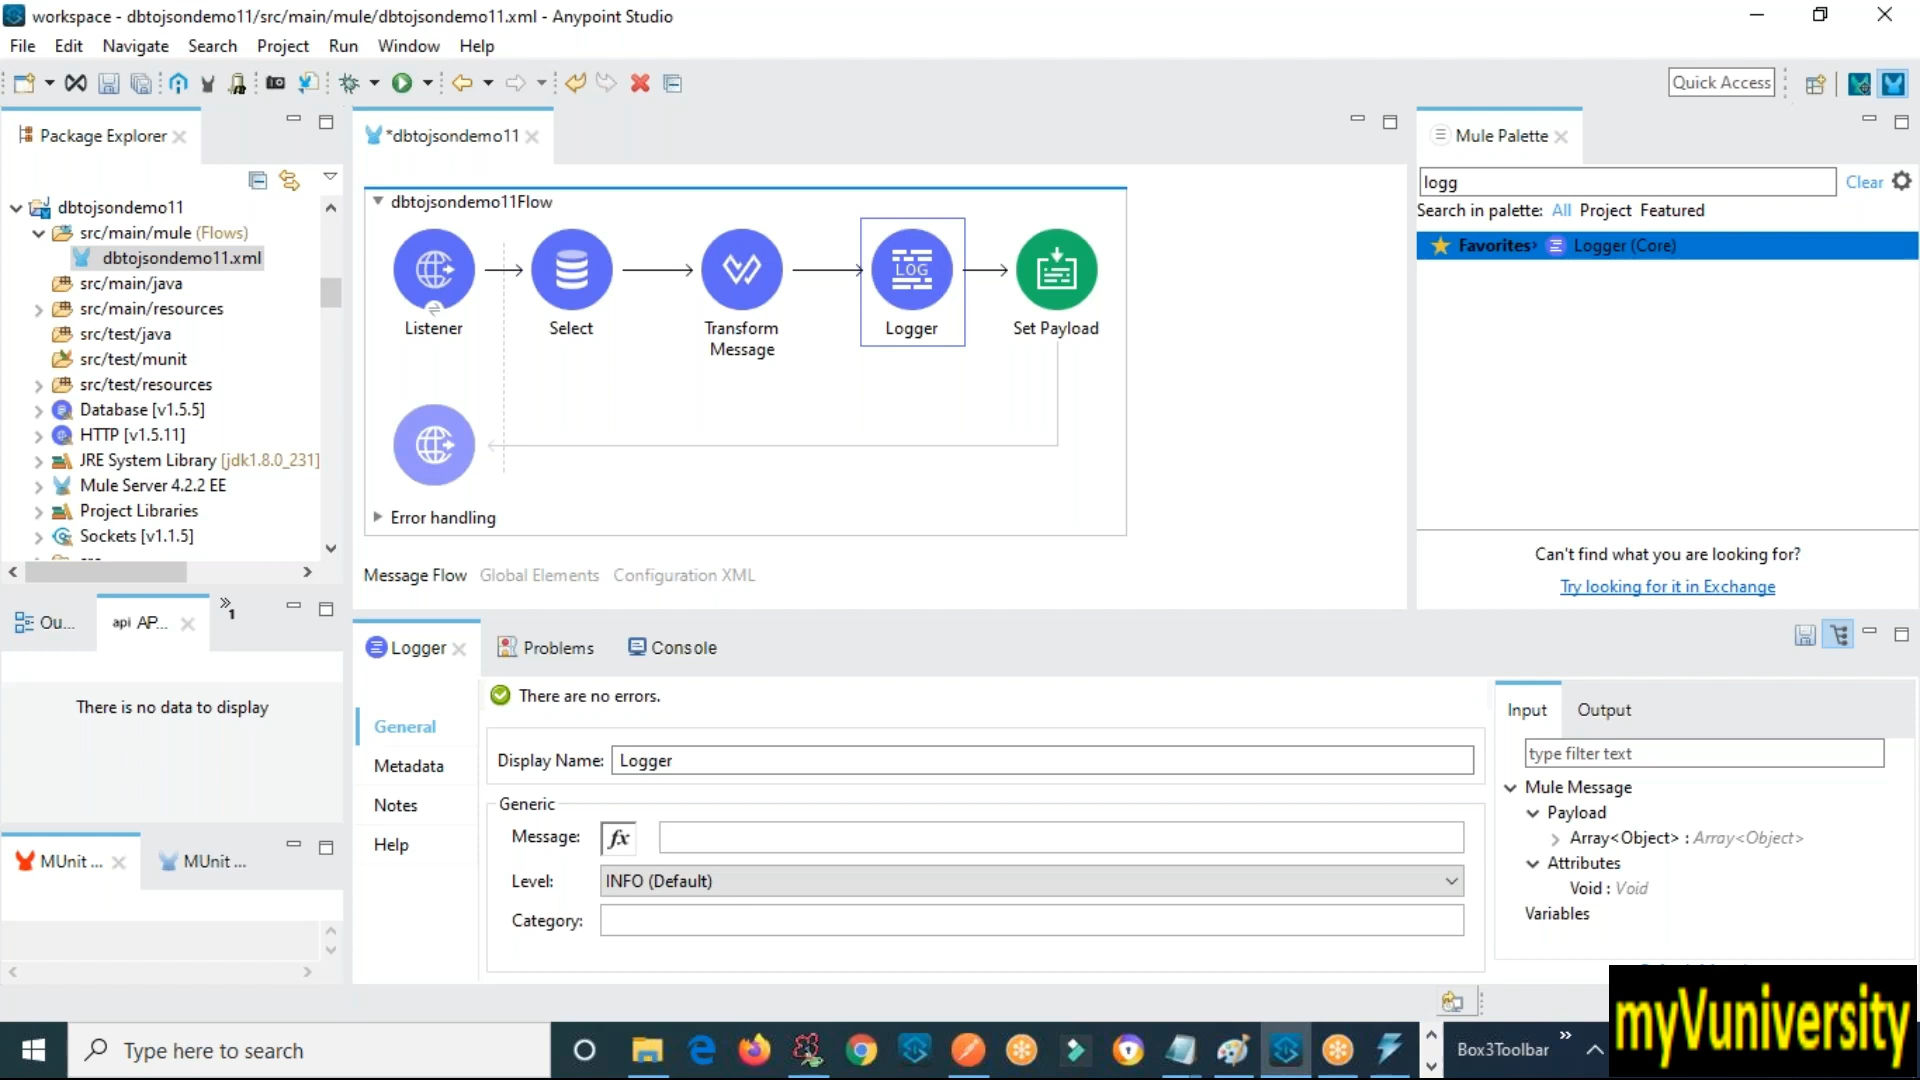 workspace - dbtojsondemo11/src/main/mule/dbtojsondemo11.xml - Anypoint Studio
File Edit Navigate Search Project Run Window Help
Quick Access
Package Explorer
dbtojsondemo11
src/main/mule (Flows)
dbtojsondemo11.xml
src/main/java
src/main/resources
src/test/java
src/test/munit
src/test/resources
Database [v1.5.5]
HTTP [v1.5.11]
JRE System Library [jdk1.8.0_231]
Mule Server 4.2.2 EE
Project Libraries
Sockets [v1.1.5]
*dbtojsondemo11
dbtojsondemo11Flow
LOG
Listener
Select
Transform
Message
Logger
Set Payload
Error handling
Message Flow Global Elements Configuration XML
Mule Palette
logg
Clear
Search in palette: All Project Featured
Favorites> Logger (Core)
Can't find what you are looking for?
Try looking for it in Exchange
Ou...
api AP...
»1
There is no data to display
MUnit ...
MUnit ...
Logger
Problems
Console
There are no errors.
General
Metadata
Notes
Help
Display Name: Logger
Generic
Message: fx
Level: INFO (Default)
Category:
Input
Output
type filter text
Mule Message
Payload
Array<Object> : Array<Object>
Attributes
Void : Void
Variables
Type here to search
Box3Toolbar »
myVuniversity